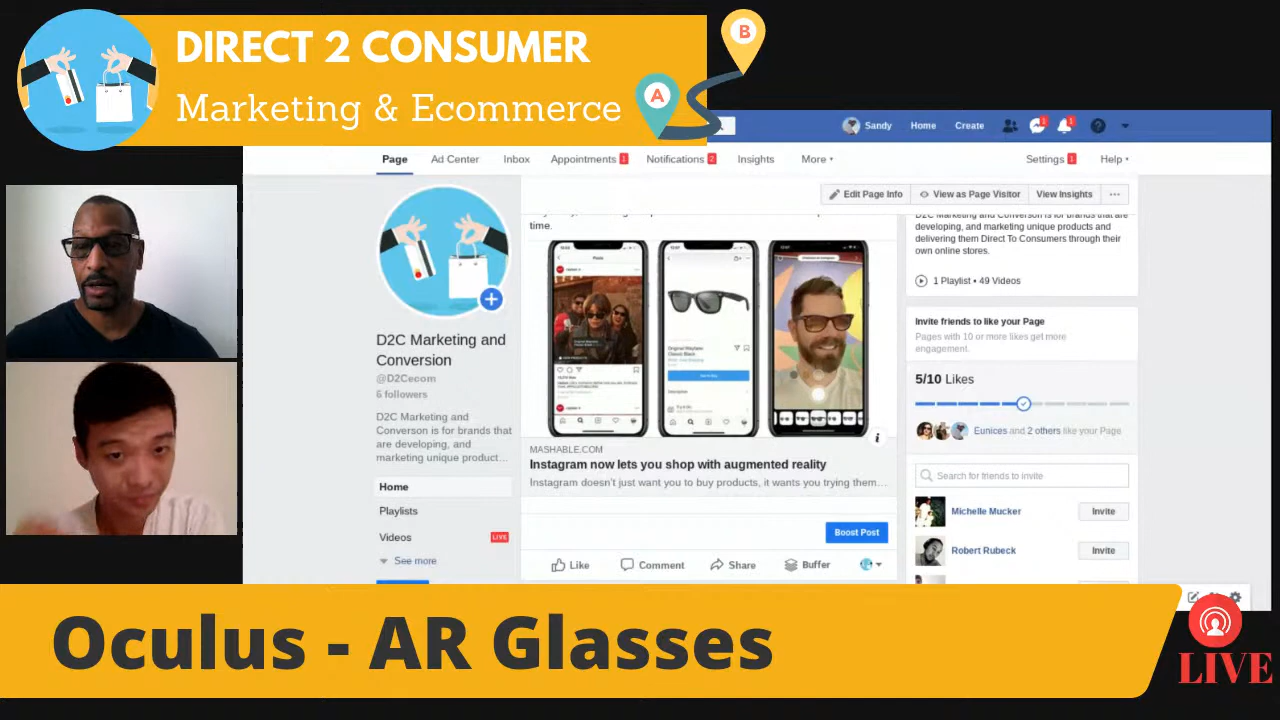 DIRECT 2 CONSUMER
Marketing & Ecommerce
A
B
Sandy Home Create
Page Ad Center Inbox Appointments 1 Notifications 2 Insights More Settings 1 Help
Edit Page Info View as Page Visitor View Insights ...
time.
D2C Marketing and Converson is for brands that are
developing, and marketing unique products and
delivering them Direct To Consumers through their
own online stores.
1 Playlist • 49 Videos
Invite friends to like your Page
Pages with 10 or more likes get more
engagement.
5/10 Likes
Eunices and 2 others like your Page
Search for friends to invite
Michelle Mucker Invite
Robert Rubeck Invite
D2C Marketing and
Conversion
@D2Cecom
6 followers
D2C Marketing and
Converson is for brands that
are developing, and
marketing unique product...
Home
Playlists
Videos LIVE
See more
MASHABLE.COM
Instagram now lets you shop with augmented reality
Instagram doesn't just want you to buy products, it wants you trying them...
Boost Post
Like Comment Share Buffer
Oculus - AR Glasses
LIVE